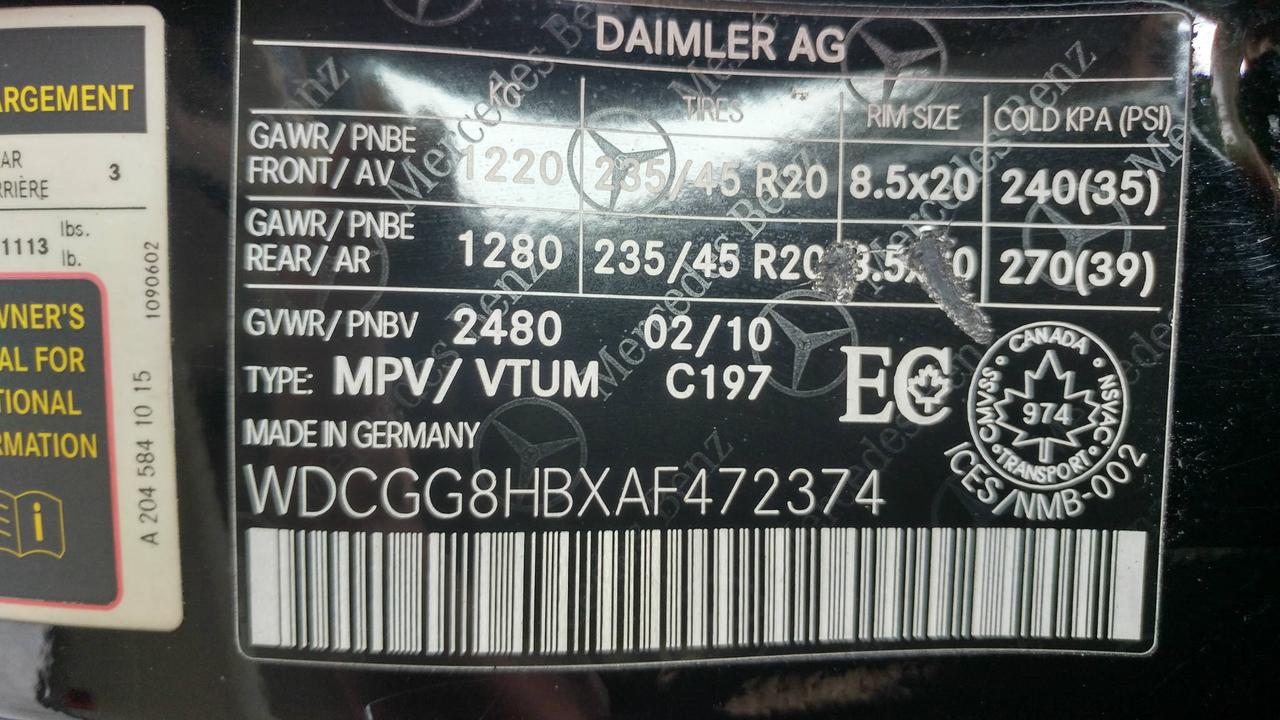 ARGEMENT
AR
RIÈRE 3
1113 lbs.
lb.
WNER'S
AL FOR
TIONAL
RMATION
A 204 584 10 15 1090602
DAIMLER AG
KG TIRES RIM SIZE COLD KPA (PSI)
GAWR/PNBE
FRONT/AV 1220 235/45 R20 8.5x20 240(35)
GAWR/PNBE
REAR/AR 1280 235/45 R20 270(39)
GVWR/PNBV 2480 02/10
TYPE: MPV/VTUM C197
MADE IN GERMANY
EC
CANADA
CMVSS 974 NSVAC
TRANSPORT
ICES/NMB-002
WDCGG8HBXAF472374
Mercedes Benz